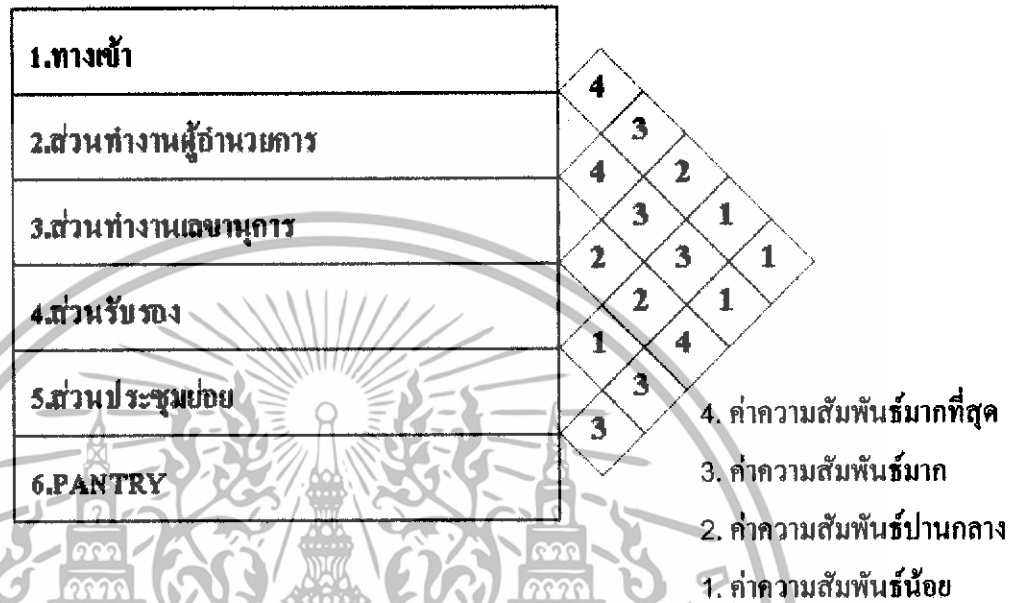 1.ทางเข้า
2.ส่วนทำงานผู้อำนวยการ
3.ส่วนทำงานเลขานุการ
4.ส่วนรับรอง
5.ส่วนประชุมย่อย
6.PANTRY
4
3
4 2
3 1
2 3 1
2 1
1 4
3
3
4. ค่าความสัมพันธ์มากที่สุด
3. ค่าความสัมพันธ์มาก
2. ค่าความสัมพันธ์ปานกลาง
1. ค่าความสัมพันธ์น้อย